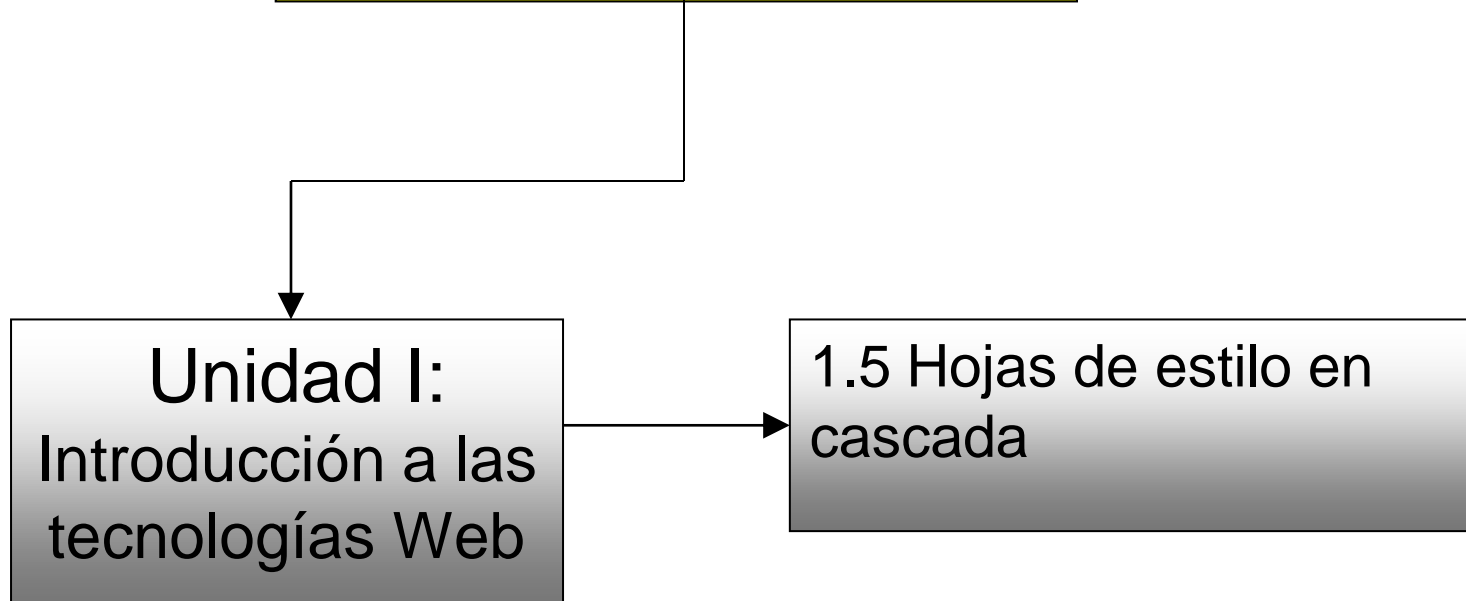 Unidad I:
Introducción a las
tecnologías Web
1.5 Hojas de estilo en
cascada